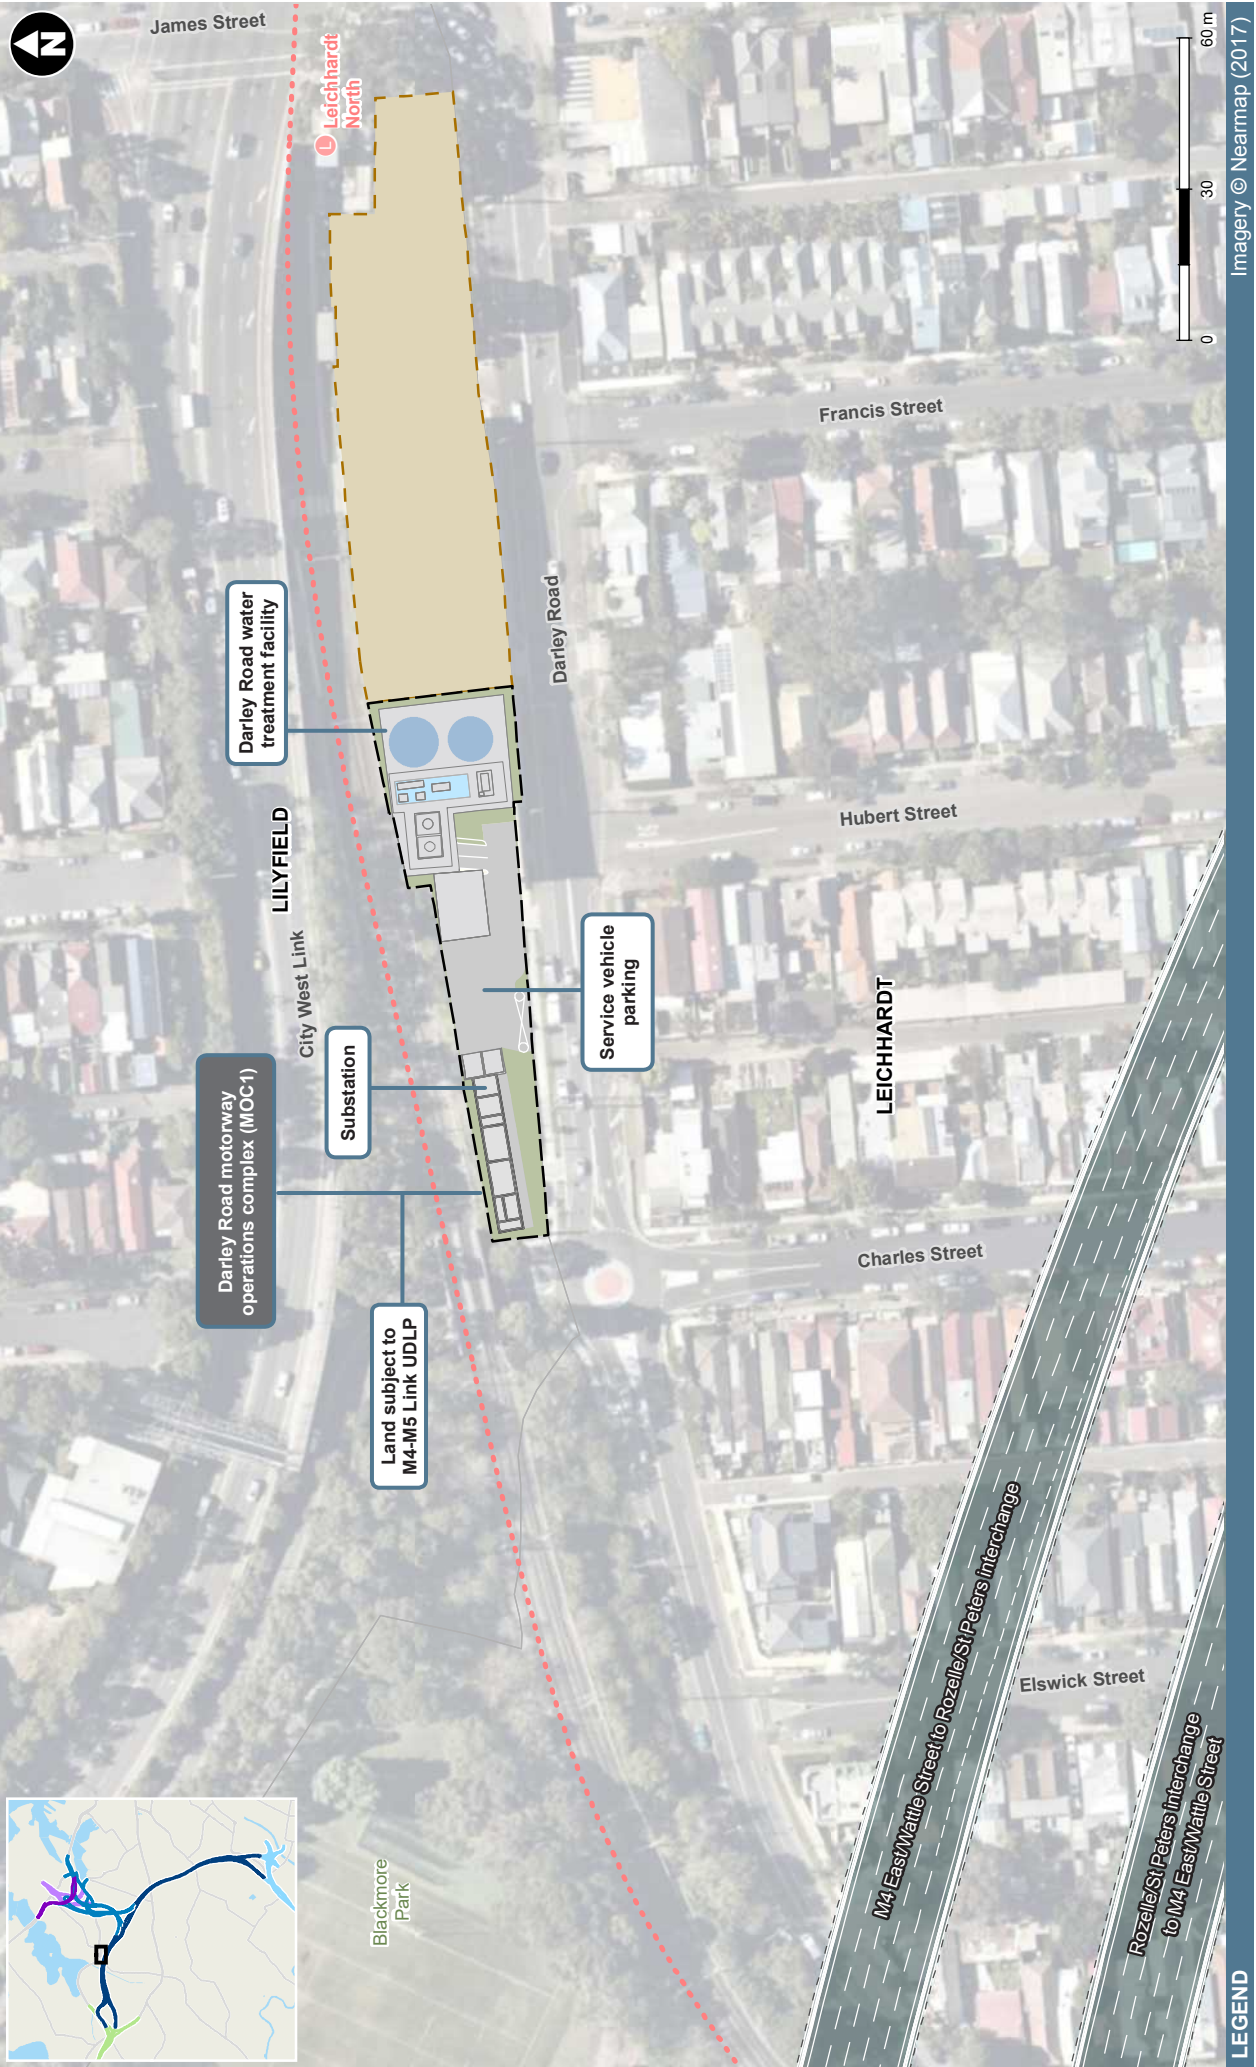 James Street
N
L
Leichhardt
North
60 m
30
0
Imagery © Nearmap (2017)
Francis Street
Darley Road water
treatment facility
Darley Road
Hubert Street
LILYFIELD
City West Link
Service vehicle
parking
LEICHHARDT
Substation
Darley Road motorway
operations complex (MOC1)
Charles Street
Land subject to
M4-M5 Link UDLP
M4 East/Wattle Street to Rozelle/St Peters interchange
Elswick Street
Rozelle/St Peters interchange
to M4 East/Wattle Street
Blackmore
Park
LEGEND